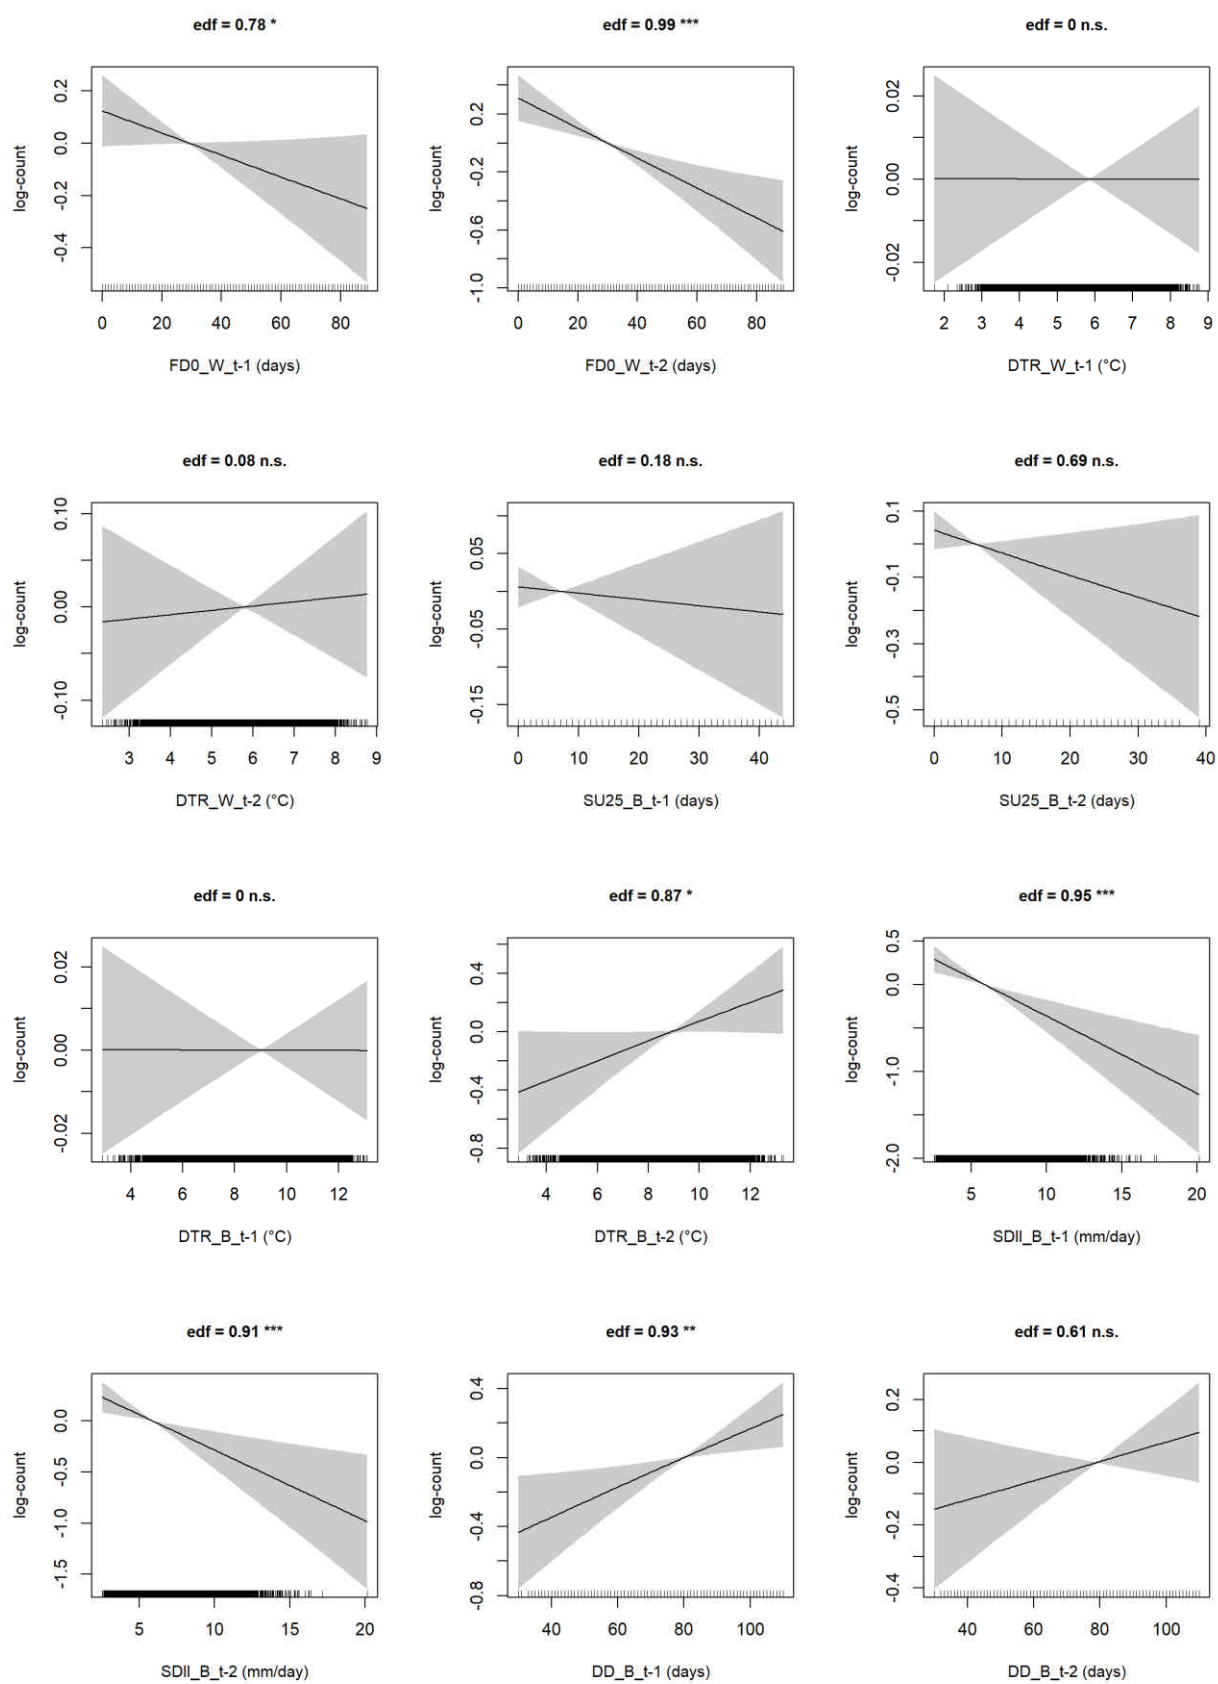 edf = 0.78 * edf = 0.99 *** edf = 0 n.s.
log-count 0.2 0.0 -0.2 -0.4 log-count 0.2 -0.2 -0.6 -1.0 log-count 0.02 0.00 -0.02
0 20 40 60 80 0 20 40 60 80 2 3 4 5 6 7 8 9
FD0_W_t-1 (days) FD0_W_t-2 (days) DTR_W_t-1 (°C)
edf = 0.08 n.s. edf = 0.18 n.s. edf = 0.69 n.s.
log-count 0.10 0.00 -0.10 log-count 0.05 -0.05 -0.15 log-count 0.1 -0.1 -0.3 -0.5
3 4 5 6 7 8 9 0 10 20 30 40 0 10 20 30 40
DTR_W_t-2 (°C) SU25_B_t-1 (days) SU25_B_t-2 (days)
edf = 0 n.s. edf = 0.87 * edf = 0.95 ***
log-count 0.02 0.00 -0.02 log-count 0.4 0.0 -0.4 -0.8 log-count 0.5 0.0 -1.0 -2.0
4 6 8 10 12 4 6 8 10 12 5 10 15 20
DTR_B_t-1 (°C) DTR_B_t-2 (°C) SDII_B_t-1 (mm/day)
edf = 0.91 *** edf = 0.93 ** edf = 0.61 n.s.
log-count 0.0 -0.5 -1.0 -1.5 log-count 0.4 0.0 -0.4 -0.8 log-count 0.2 0.0 -0.2 -0.4
5 10 15 20 40 60 80 100 40 60 80 100
SDII_B_t-2 (mm/day) DD_B_t-1 (days) DD_B_t-2 (days)